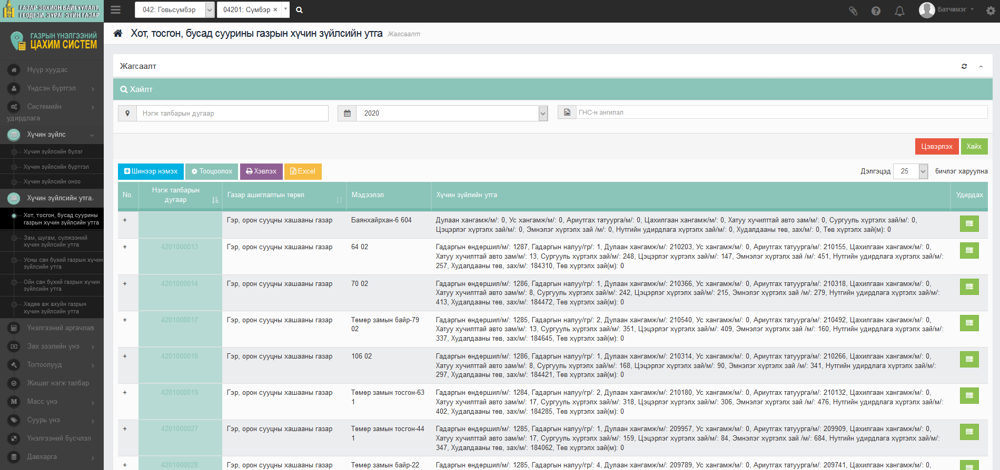 ГАЗАР ЗОХИОН БАЙГУУЛАЛТ,
ГЕОДЕЗИ, ЗУРАГ ЗҮЙН ГАЗАР
042: Говьсүмбэр
04201: Сүмбэр
Батчимэг
ГАЗРЫН ҮНЭЛГЭЭНИЙ
ЦАХИМ СИСТЕМ
Хот, тосгон, бусад суурины газрын хүчин зүйлсийн утга Жагсаалт
Нүүр хуудас
Үндсэн бүртгэл
Системийн
удирдлага
Хүчин зүйлс
Хүчин зүйлсийн бүлэг
Хүчин зүйлсийн бүртгэл
Хүчин зүйлсийн оноо
Хүчин зүйлсийн утга
Хот, тосгон, бусад суурины
газрын хүчин зүйлсийн утга
Зам, шугам, сүлжээний
хүчин зүйлсийн утга
Усны сан бүхий газрын хүчин
зүйлсийн утга
Ойн сан бүхий газрын хүчин
зүйлсийн утга
Хөдөө аж ахуйн газрын
хүчин зүйлсийн утга
Үнэлгээний аргачлал
Зах зээлийн үнэ
Тогтоолууд
Жишиг нэгж талбар
Масс үнэ
Суурь үнэ
Үнэлгээний бүсчлэл
Давхарга
Жагсаалт
Хайлт
Нэгж талбарын дугаар
2020
ГНС-н ангилал
Цэвэрлэх
Хайх
Шинээр нэмэх
Тооцоолох
Хэвлэх
Excel
Дэлгэцэд 25 бичлэг харуулна
No.
Нэгж талбарын
дугаар
Газар ашиглалтын төрөл
Мэдээлэл
Хүчин зүйлийн утга
Удирдах
+ Гэр, орон сууцны хашааны газар Баянхайрхан-6 604 Дулаан хангамж/м/: 0, Ус хангамж/м/: 0, Ариутгах татуурга/м/: 0, Цахилгаан хангамж/м/: 0, Хатуу хучилттай авто зам/м/: 0, Сургууль хүртэлх зай/м/: 0,
Цэцэрлэг хүртэлх зай/м/: 0, Эмнэлэг хүртэлх зай /м/: 0, Нутгийн удирдлага хүртэлх зай/м/: 0, Худалдааны төв, зах/м/: 0, Төв хүртэлх зай(м): 0
+ 4201000013 Гэр, орон сууцны хашааны газар 64 02 Гадаргын өндөршил/м/: 1287, Гадаргын налуу/гр/: 1, Дулаан хангамж/м/: 210203, Ус хангамж/м/: 0, Ариутгах татуурга/м/: 210155, Цахилгаан хангамж/м/: 0,
Хатуу хучилттай авто зам/м/: 13, Сургууль хүртэлх зай/м/: 248, Цэцэрлэг хүртэлх зай/м/: 147, Эмнэлэг хүртэлх зай /м/: 451, Нутгийн удирдлага хүртэлх зай/м/:
257, Худалдааны төв, зах/м/: 184310, Төв хүртэлх зай(м): 0
+ 4201000014 Гэр, орон сууцны хашааны газар 70 02 Гадаргын өндөршил/м/: 1286, Гадаргын налуу/гр/: 1, Дулаан хангамж/м/: 210366, Ус хангамж/м/: 0, Ариутгах татуурга/м/: 210318, Цахилгаан хангамж/м/: 0,
Хатуу хучилттай авто зам/м/: 8, Сургууль хүртэлх зай/м/: 242, Цэцэрлэг хүртэлх зай/м/: 215, Эмнэлэг хүртэлх зай /м/: 279, Нутгийн удирдлага хүртэлх зай/м/:
413, Худалдааны төв, зах/м/: 184472, Төв хүртэлх зай(м): 0
+ 4201000017 Гэр, орон сууцны хашааны газар Төмөр замын байр-79 Гадаргын өндөршил/м/: 1285, Гадаргын налуу/гр/: 2, Дулаан хангамж/м/: 210540, Ус хангамж/м/: 0, Ариутгах татуурга/м/: 210492, Цахилгаан хангамж/м/: 0,
02 Хатуу хучилттай авто зам/м/: 13, Сургууль хүртэлх зай/м/: 351, Цэцэрлэг хүртэлх зай/м/: 409, Эмнэлэг хүртэлх зай /м/: 160, Нутгийн удирдлага хүртэлх зай/м/:
337, Худалдааны төв, зах/м/: 184645, Төв хүртэлх зай(м): 0
+ 4201000018 Гэр, орон сууцны хашааны газар 106 02 Гадаргын өндөршил/м/: 1286, Гадаргын налуу/гр/: 1, Дулаан хангамж/м/: 210314, Ус хангамж/м/: 0, Ариутгах татуурга/м/: 210266, Цахилгаан хангамж/м/: 0,
Хатуу хучилттай авто зам/м/: 8, Сургууль хүртэлх зай/м/: 168, Цэцэрлэг хүртэлх зай/м/: 90, Эмнэлэг хүртэлх зай /м/: 341, Нутгийн удирдлага хүртэлх зай/м/:
297, Худалдааны төв, зах/м/: 184421, Төв хүртэлх зай(м): 0
+ 4201000019 Гэр, орон сууцны хашааны газар Төмөр замын тосгон-63 Гадаргын өндөршил/м/: 1284, Гадаргын налуу/гр/: 2, Дулаан хангамж/м/: 210180, Ус хангамж/м/: 0, Ариутгах татуурга/м/: 210132, Цахилгаан хангамж/м/: 0,
1 Хатуу хучилттай авто зам/м/: 17, Сургууль хүртэлх зай/м/: 318, Цэцэрлэг хүртэлх зай/м/: 306, Эмнэлэг хүртэлх зай /м/: 476, Нутгийн удирдлага хүртэлх зай/м/:
402, Худалдааны төв, зах/м/: 184285, Төв хүртэлх зай(м): 0
+ 4201000027 Гэр, орон сууцны хашааны газар Төмөр замын тосгон-44 Гадаргын өндөршил/м/: 1285, Гадаргын налуу/гр/: 1, Дулаан хангамж/м/: 209957, Ус хангамж/м/: 0, Ариутгах татуурга/м/: 209909, Цахилгаан хангамж/м/: 0,
1 Хатуу хучилттай авто зам/м/: 17, Сургууль хүртэлх зай/м/: 159, Цэцэрлэг хүртэлх зай/м/: 84, Эмнэлэг хүртэлх зай /м/: 684, Нутгийн удирдлага хүртэлх зай/м/:
347, Худалдааны төв, зах/м/: 184062, Төв хүртэлх зай(м): 0
+ 4201000028 Гэр, орон сууцны хашааны газар Төмөр замын байр-22 Гадаргын өндөршил/м/: 1285, Гадаргын налуу/гр/: 4, Дулаан хангамж/м/: 209789, Ус хангамж/м/: 0, Ариутгах татуурга/м/: 209741, Цахилгаан хангамж/м/: 0,